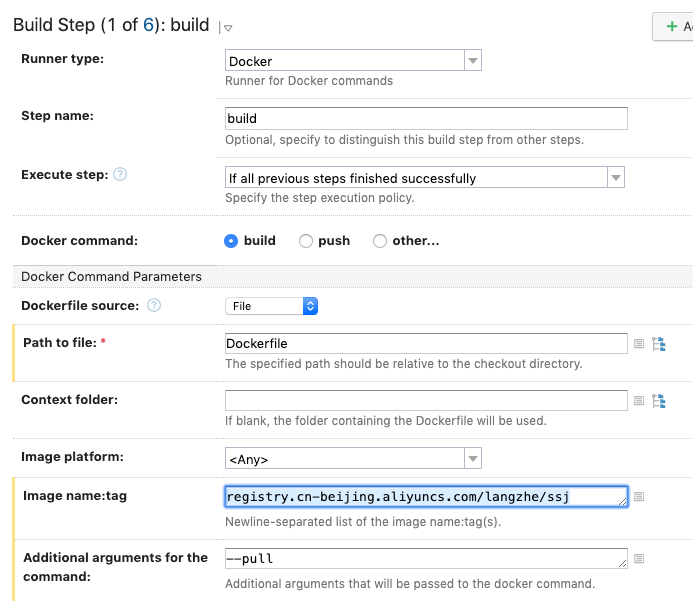 Build Step (1 of 6): build
Runner type:
Docker
Runner for Docker commands
Step name:
build
Optional, specify to distinguish this build step from other steps.
Execute step:
If all previous steps finished successfully
Specify the step execution policy.
Docker command:
build push other...
Docker Command Parameters
Dockerfile source:
File
Path to file: *
Dockerfile
The specified path should be relative to the checkout directory.
Context folder:
If blank, the folder containing the Dockerfile will be used.
Image platform:
<Any>
Image name:tag
registry.cn-beijing.aliyuncs.com/langzhe/ssj
Newline-separated list of the image name:tag(s).
Additional arguments for the
command:
--pull
Additional arguments that will be passed to the docker command.